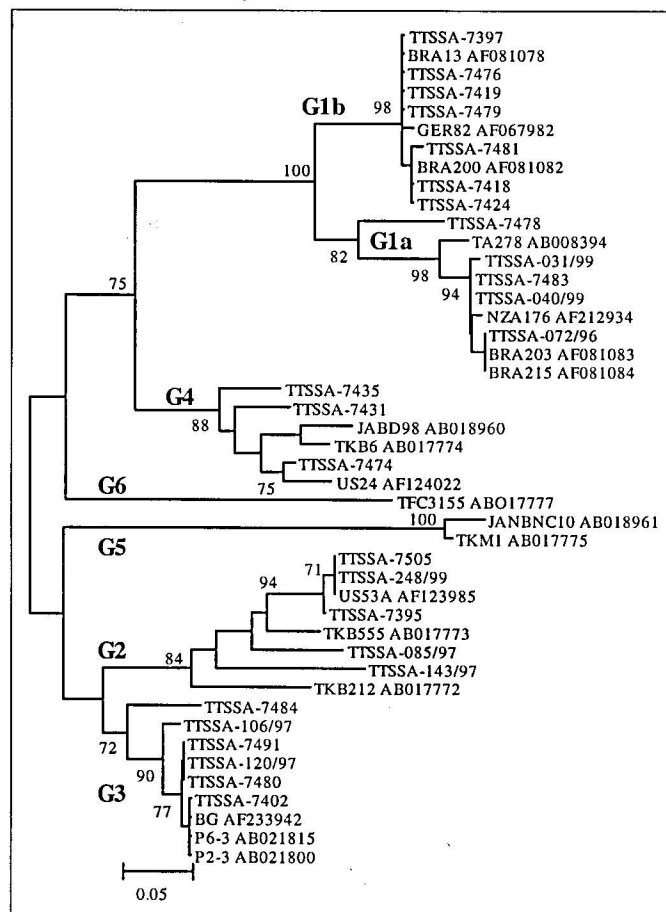 TTSSA-7397
BRA13 AF081078
TTSSA-7476
TTSSA-7419
G1b
98
TTSSA-7479
GER82 AF067982
TTSSA-7481
BRA200 AF081082
100
TTSSA-7418
TTSSA-7424
TTSSA-7478
G1a
TA278 AB008394
82
TTSSA-031/99
98
TTSSA-7483
75
94
TTSSA-040/99
NZA176 AF212934
TTSSA-072/96
BRA203 AF081083
BRA215 AF081084
G4
TTSSA-7435
TTSSA-7431
88
JABD98 AB018960
TKB6 AB017774
TTSSA-7474
75
US24 AF124022
G6
TFC3155 ABO17777
100
JANBNC10 AB018961
G5
TKM1 AB017775
TTSSA-7505
71
TTSSA-248/99
94
US53A AF123985
TTSSA-7395
TKB555 AB017773
G2
TTSSA-085/97
84
TTSSA-143/97
TKB212 AB017772
TTSSA-7484
TTSSA-106/97
72
TTSSA-7491
TTSSA-120/97
90
TTSSA-7480
G3
77
TTSSA-7402
BG AF233942
P6-3 AB021815
P2-3 AB021800
0.05